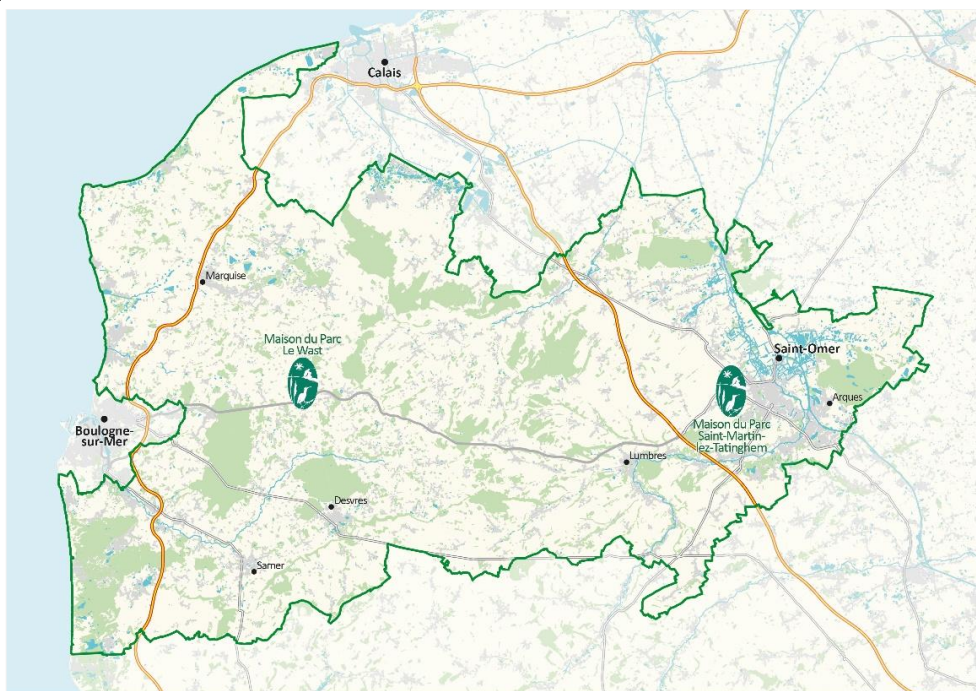 Calais
Marquise
Maison du Parc
Le Wast
Saint-Omer
Arques
Boulogne-
sur-Mer
Maison du Parc
Saint-Martin-
lez-Tatinghem
Lumbres
Desvres
Samer